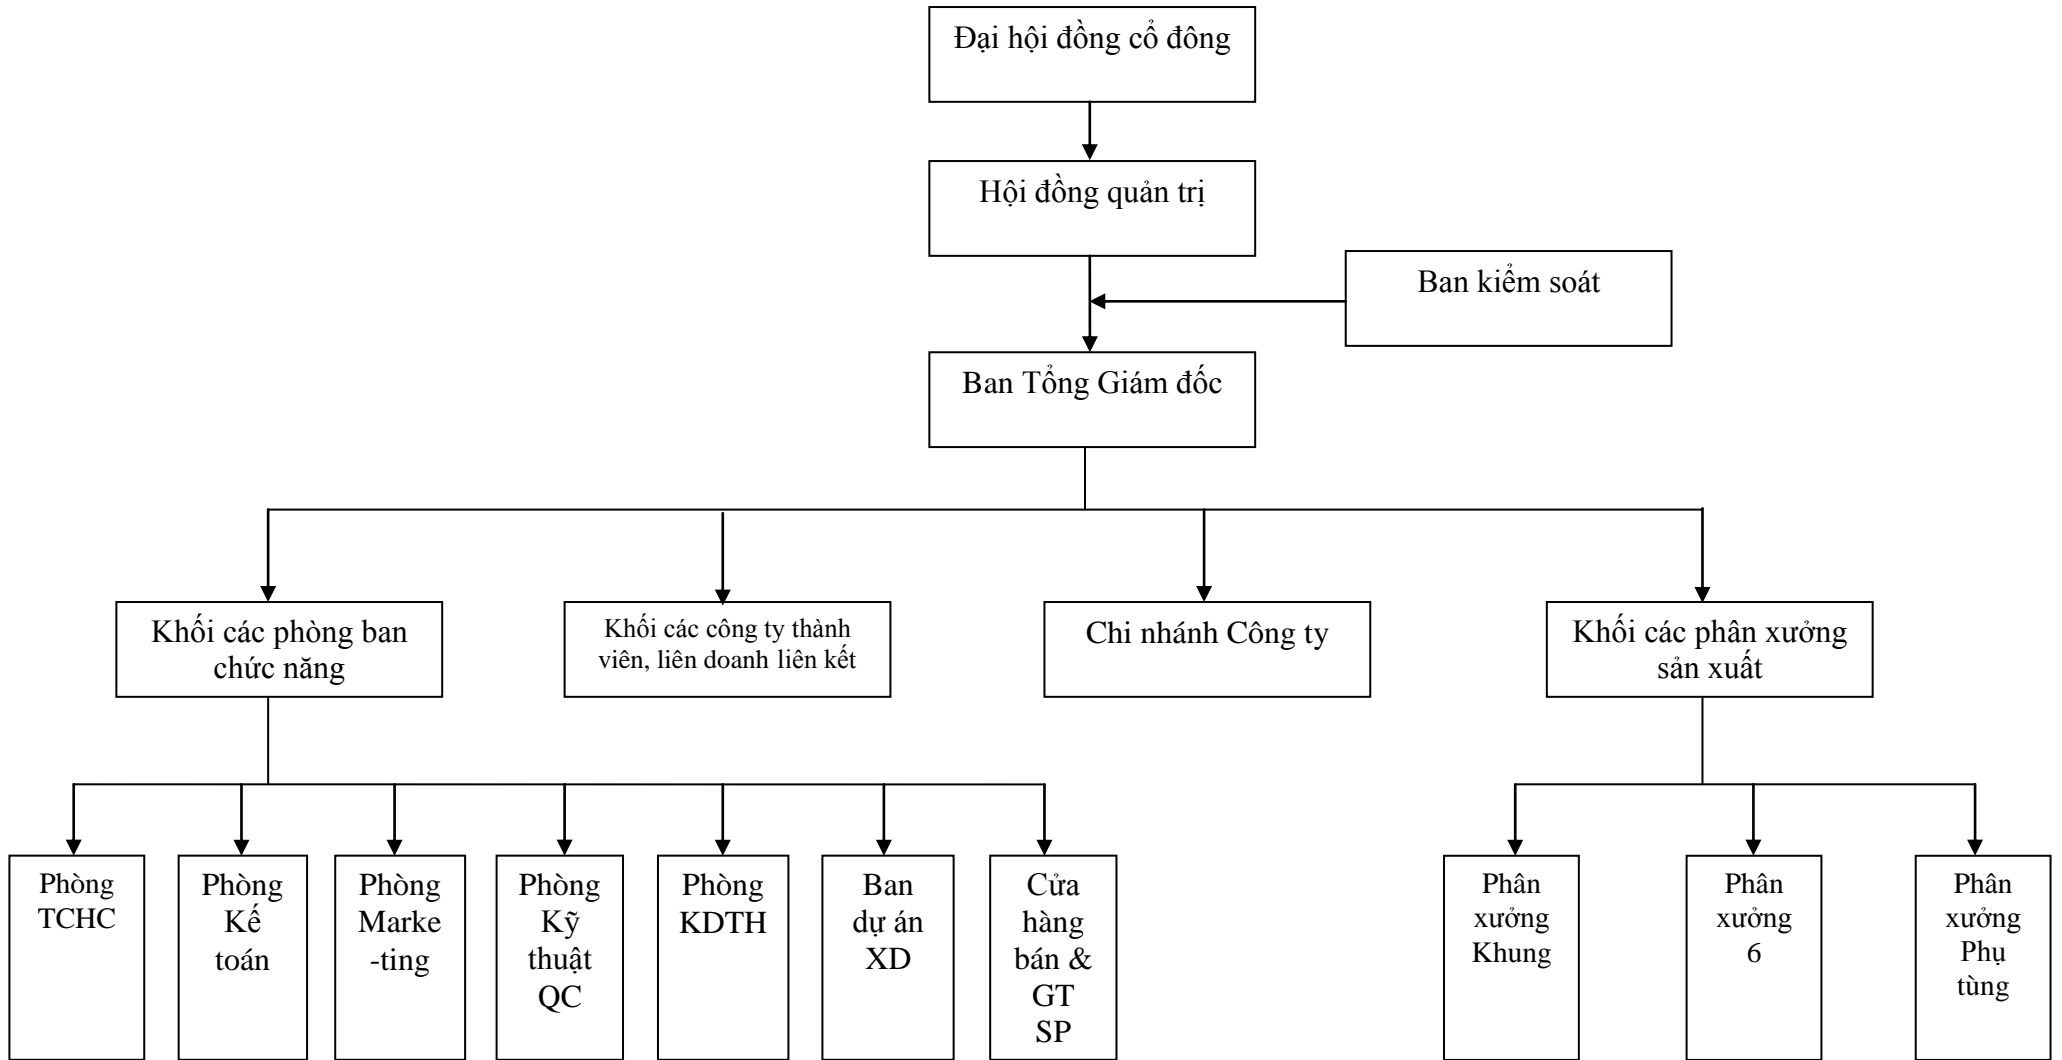 Đại hội đồng cổ đông
Hội đồng quản trị
Ban kiểm soát
Ban Tổng Giám đốc
Khối các phòng ban
chức năng
Khối các công ty thành
viên, liên doanh liên kết
Chi nhánh Công ty
Khối các phân xưởng
sản xuất
Phòng
TCHC
Phòng
Kế
toán
Phòng
Marke
-ting
Phòng
Kỹ
thuật
QC
Phòng
KDTH
Ban
dự án
XD
Cửa
hàng
bán &
GT
SP
Phân
xưởng
Khung
Phân
xưởng
6
Phân
xưởng
Phụ
tùng